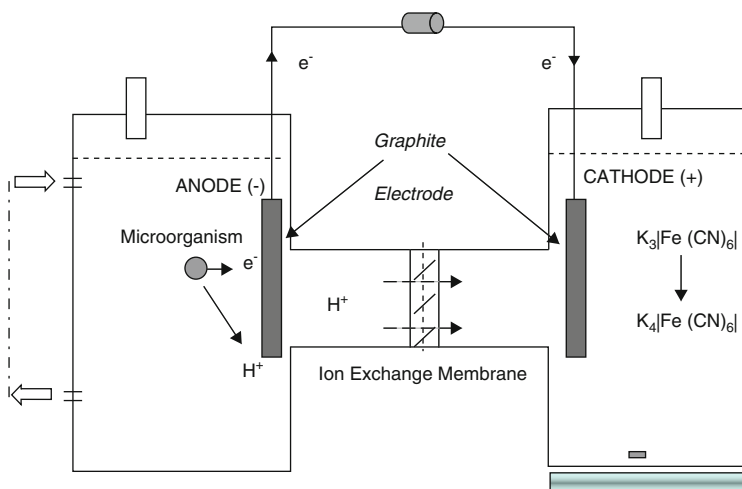 e⁻
e⁻
Graphite
ANODE (-)
Electrode
CATHODE (+)
Microorganism
e⁻
K₃|Fe (CN)₆|
H⁺
K₄|Fe (CN)₆|
H⁺
Ion Exchange Membrane